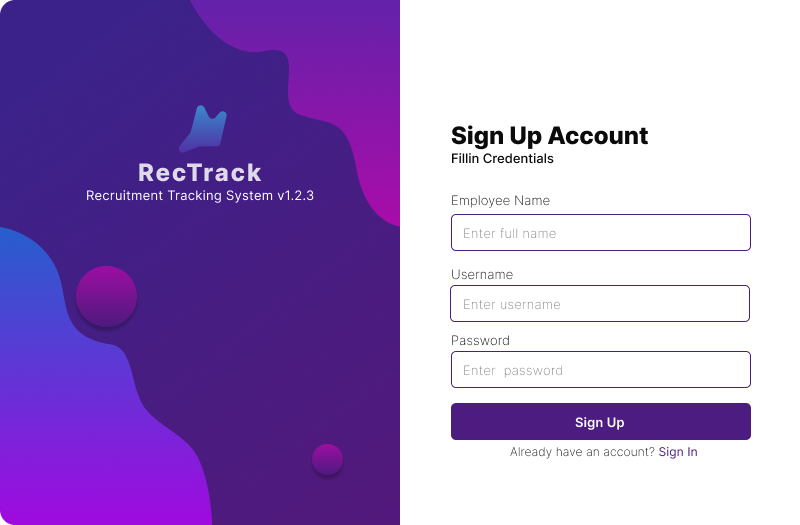 RecTrack
Recruitment Tracking System v1.2.3
Sign Up Account
Fillin Credentials
Employee Name
Enter full name
Username
Enter username
Password
Enter  password
Sign Up
Already have an account? Sign In